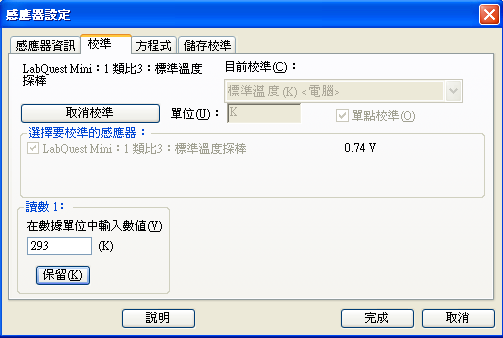 感應器設定
感應器資訊 校準 方程式 儲存校準
LabQuest Mini：1 類比3：標準溫度
探棒
目前校準(C)：
標準溫度 (K) <電腦>
取消校準 單位(U)： K 單點校準(O)
選擇要校準的感應器：
LabQuest Mini：1 類比3：標準溫度探棒 0.74 V
讀數 1：
在數據單位中輸入數值(V)
293 (K)
保留(K)
說明 完成 取消